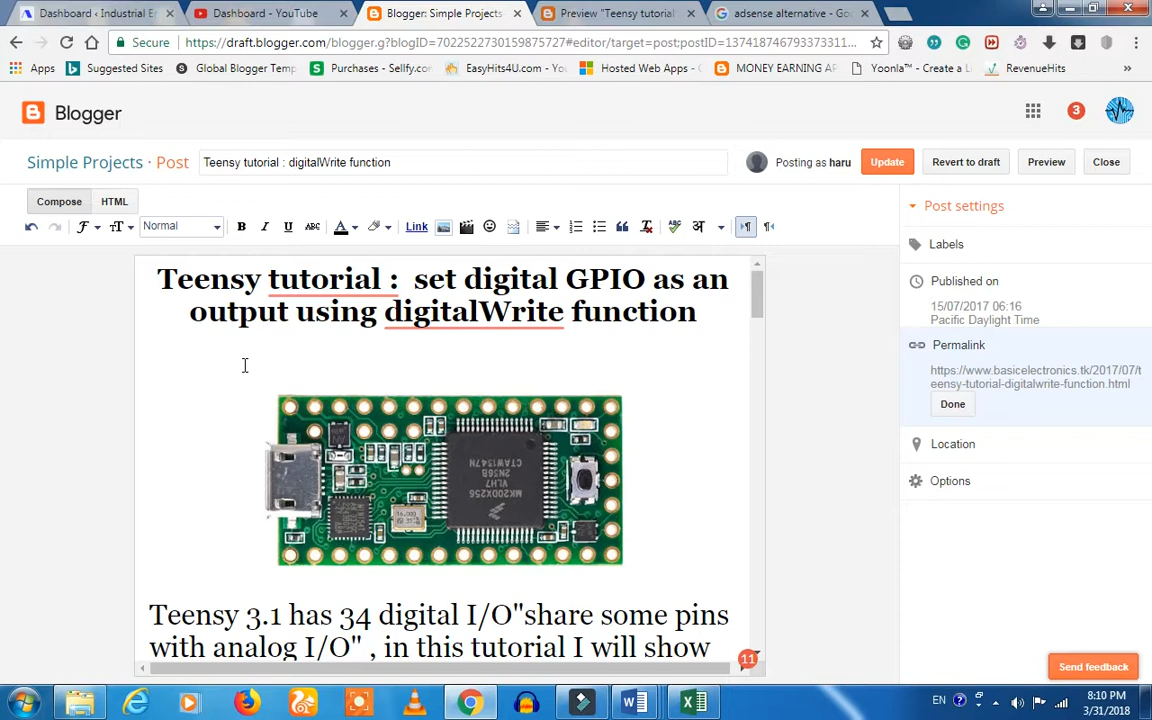 Dashboard ‹ Industrial E
Dashboard - YouTube
Blogger: Simple Projects
Preview "Teensy tutorial
adsense alternative - Go
Secure
https://draft.blogger.com/blogger.g?blogID=7022522730159875727#editor/target=post;postID=137418746793373311...
Apps
Suggested Sites
Global Blogger Temp
Purchases - Sellfy.com
EasyHits4U.com - Yo
Hosted Web Apps - B
MONEY EARNING AP
Yoonla™ - Create a L
RevenueHits
»
Blogger
3
Simple Projects · Post
Teensy tutorial : digitalWrite function
Posting as haru
Update
Revert to draft
Preview
Close
Compose
HTML
Normal
B
I
U
ABC
A
Link
अ
Post settings
Labels
Published on
15/07/2017 06:16
Pacific Daylight Time
Permalink
https://www.basicelectronics.tk/2017/07/t
eensy-tutorial-digitalwrite-function.html
Done
Location
Options
Teensy tutorial : set digital GPIO as an
output using digitalWrite function
Teensy 3.1 has 34 digital I/O"share some pins
with analog I/O" , in this tutorial I will show
11
Send feedback
EN
8:10 PM
3/31/2018